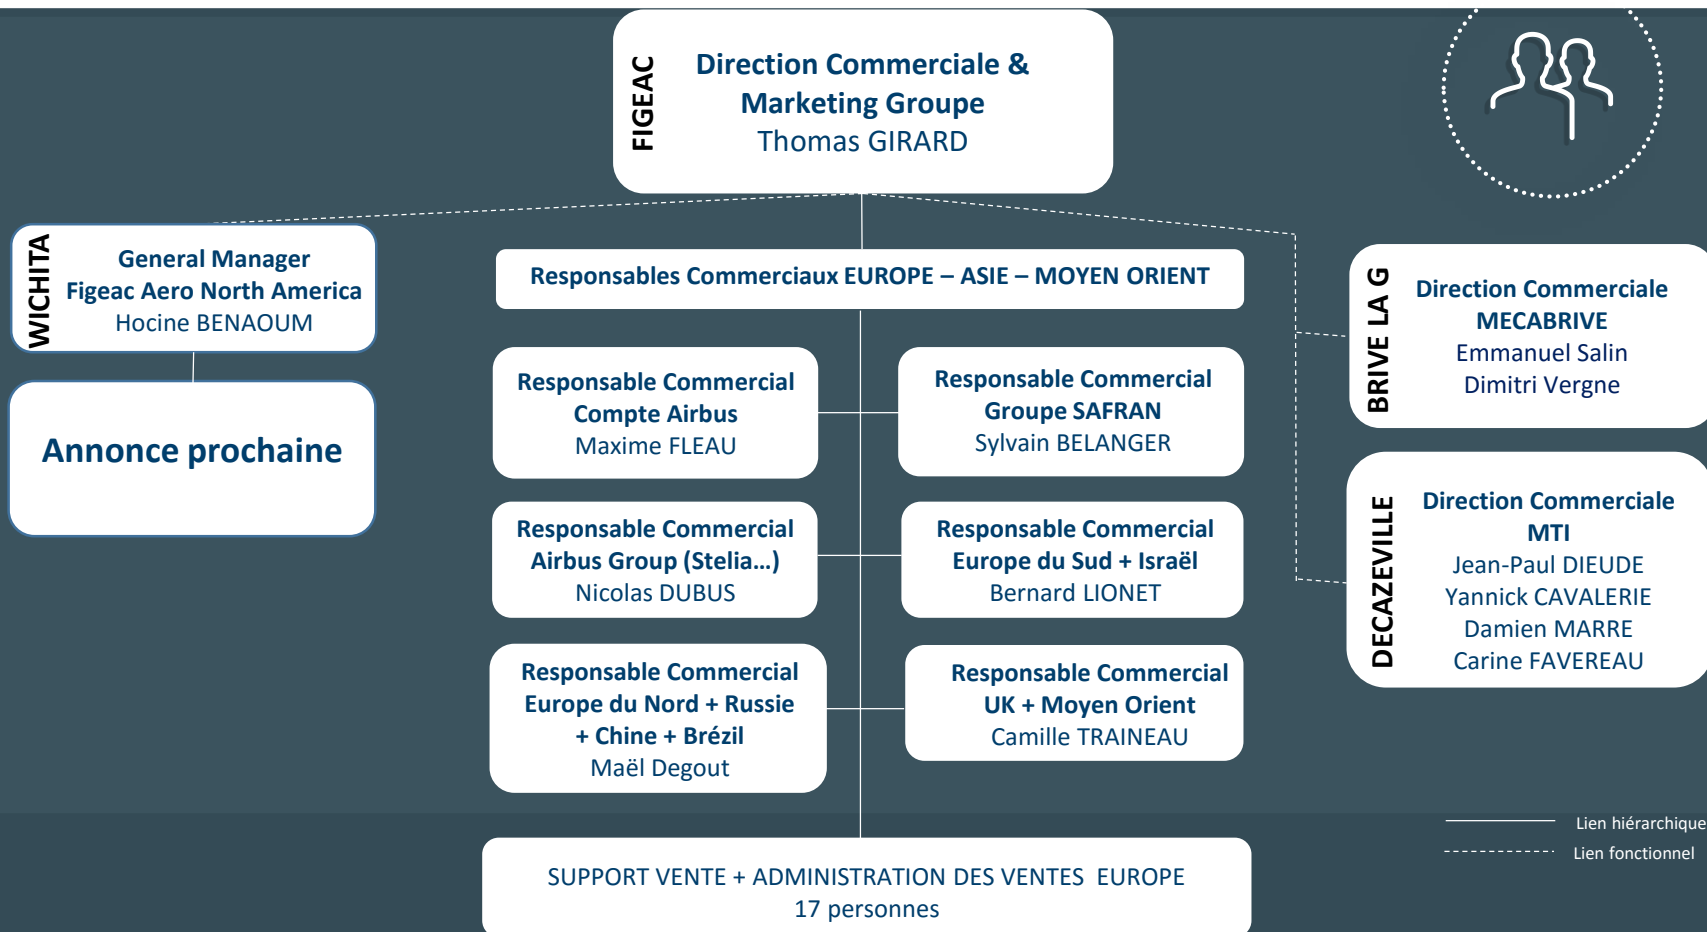 FIGEAC
Direction Commerciale &
Marketing Groupe
Thomas GIRARD
WICHITA
General Manager
Figeac Aero North America
Hocine BENAOUM
Annonce prochaine
Responsables Commerciaux EUROPE – ASIE – MOYEN ORIENT
Responsable Commercial
Compte Airbus
Maxime FLEAU
Responsable Commercial
Groupe SAFRAN
Sylvain BELANGER
Responsable Commercial
Airbus Group (Stelia…)
Nicolas DUBUS
Responsable Commercial
Europe du Sud + Israël
Bernard LIONET
Responsable Commercial
Europe du Nord + Russie
+ Chine + Brézil
Maël Degout
Responsable Commercial
UK + Moyen Orient
Camille TRAINEAU
BRIVE LA G
Direction Commerciale
MECABRIVE
Emmanuel Salin
Dimitri Vergne
DECAZEVILLE
Direction Commerciale
MTI
Jean-Paul DIEUDE
Yannick CAVALERIE
Damien MARRE
Carine FAVEREAU
Lien hiérarchique
Lien fonctionnel
SUPPORT VENTE + ADMINISTRATION DES VENTES EUROPE
17 personnes